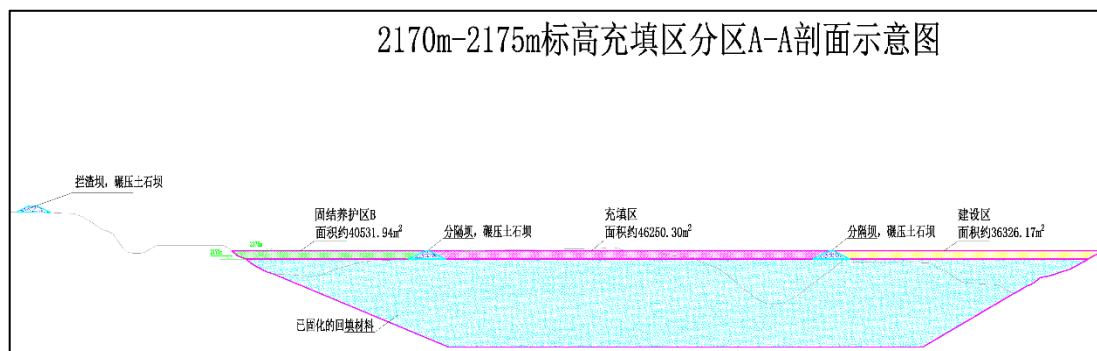 2170m-2175m标高充填区分区A-A剖面示意图
拦渣坝，碾压土石坝
固结养护区B
面积约40531.94m²
分隔坝，碾压土石坝
充填区
面积约46250.30m²
分隔坝，碾压土石坝
建设区
面积约36326.17m²
已固化的回填材料